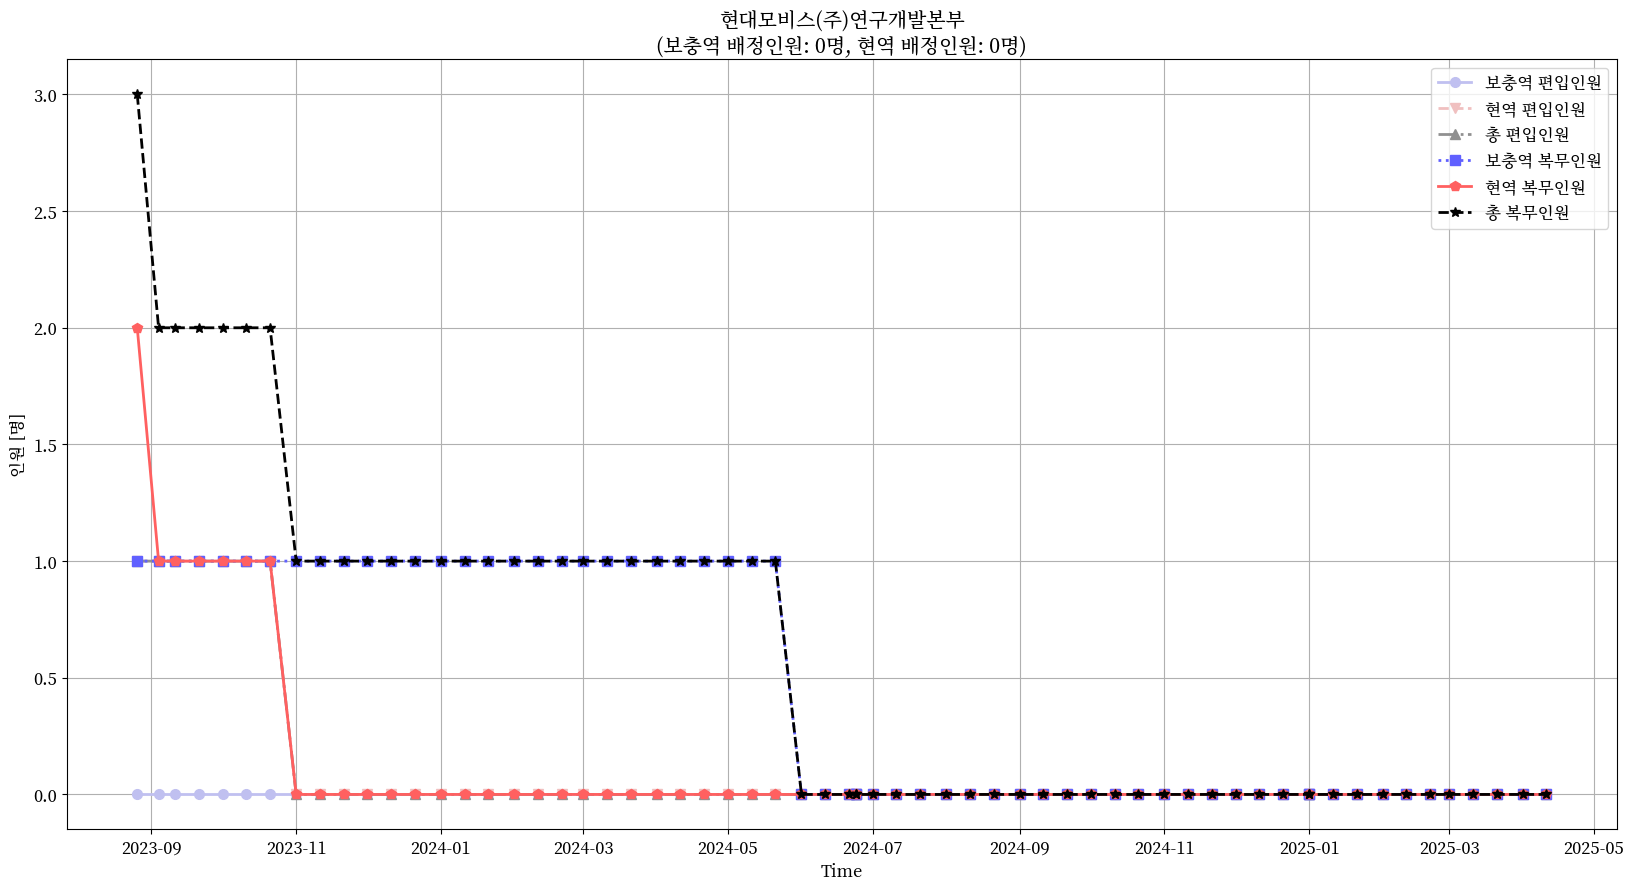 현대모비스(주)연구개발본부
(보충역 배정인원: 0명, 현역 배정인원: 0명)
보충역 편입인원
현역 편입인원
총 편입인원
보충역 복무인원
현역 복무인원
총 복무인원
인원 [명]
3.0
2.5
2.0
1.5
1.0
0.5
0.0
2023-09
2023-11
2024-01
2024-03
2024-05
2024-07
2024-09
2024-11
2025-01
2025-03
2025-05
Time